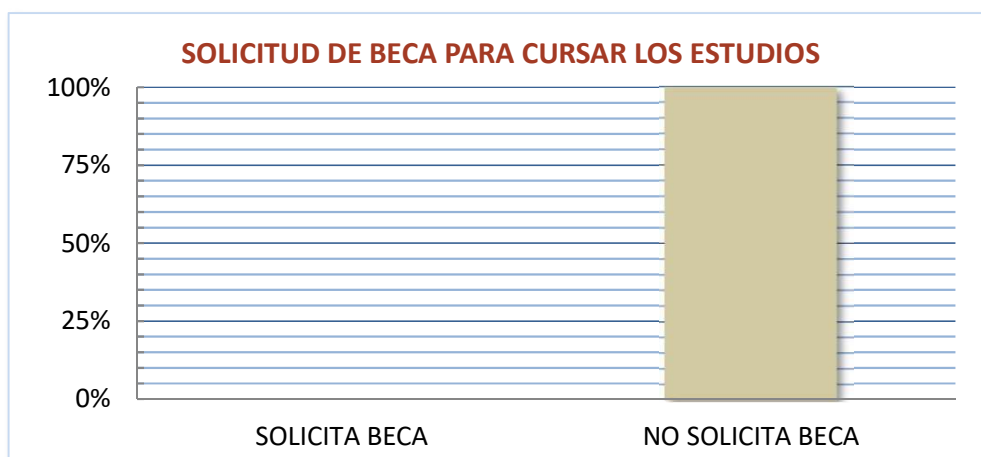 SOLICITUD DE BECA PARA CURSAR LOS ESTUDIOS
100%
75%
50%
25%
0%
SOLICITA BECA
NO SOLICITA BECA